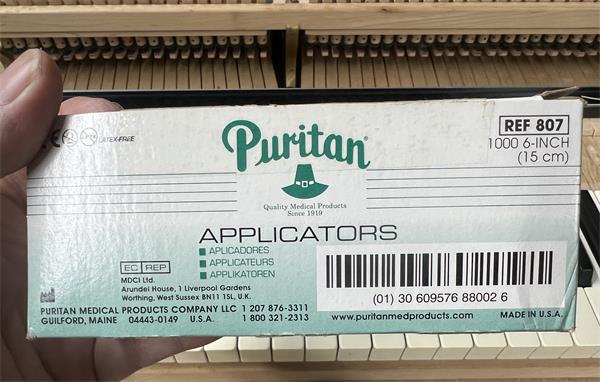 CE LATEX-FREE
Puritan®
REF 807
1000 6-INCH
(15 cm)
Quality Medical Products
Since 1919
APPLICATORS
APLICADORES
APPLICATEURS
APPLIKATOREN
EC REP
MDCI Ltd.
Arundel House, 1 Liverpool Gardens
Worthing, West Sussex BN11 1SL, U.K.
PURITAN MEDICAL PRODUCTS COMPANY LLC 1 207 876-3311
GUILFORD, MAINE 04443-0149 U.S.A. 1 800 321-2313
(01) 30 609576 88002 6
www.puritanmedproducts.com
MADE IN U.S.A.